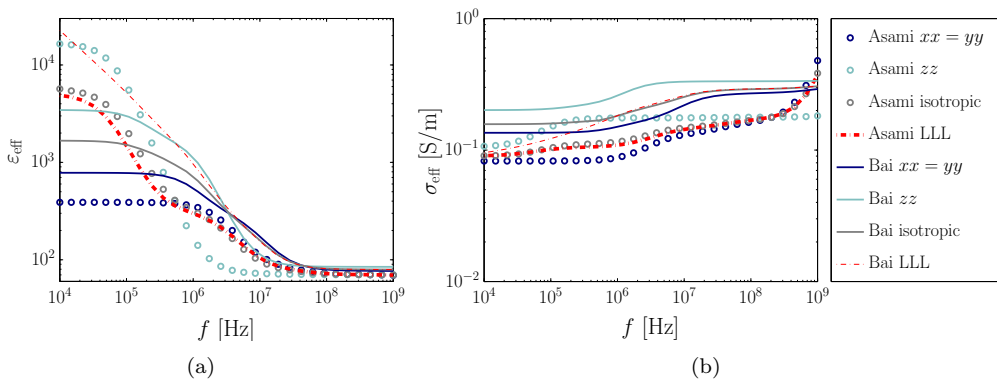 10^4
10^3
10^2
ε_eff
10^4 10^5 10^6 10^7 10^8 10^9
f [Hz]
(a)
10^0
10^-1
10^-2
σ_eff [S/m]
10^4 10^5 10^6 10^7 10^8 10^9
f [Hz]
(b)
Asami xx = yy
Asami zz
Asami isotropic
Asami LLL
Bai xx = yy
Bai zz
Bai isotropic
Bai LLL